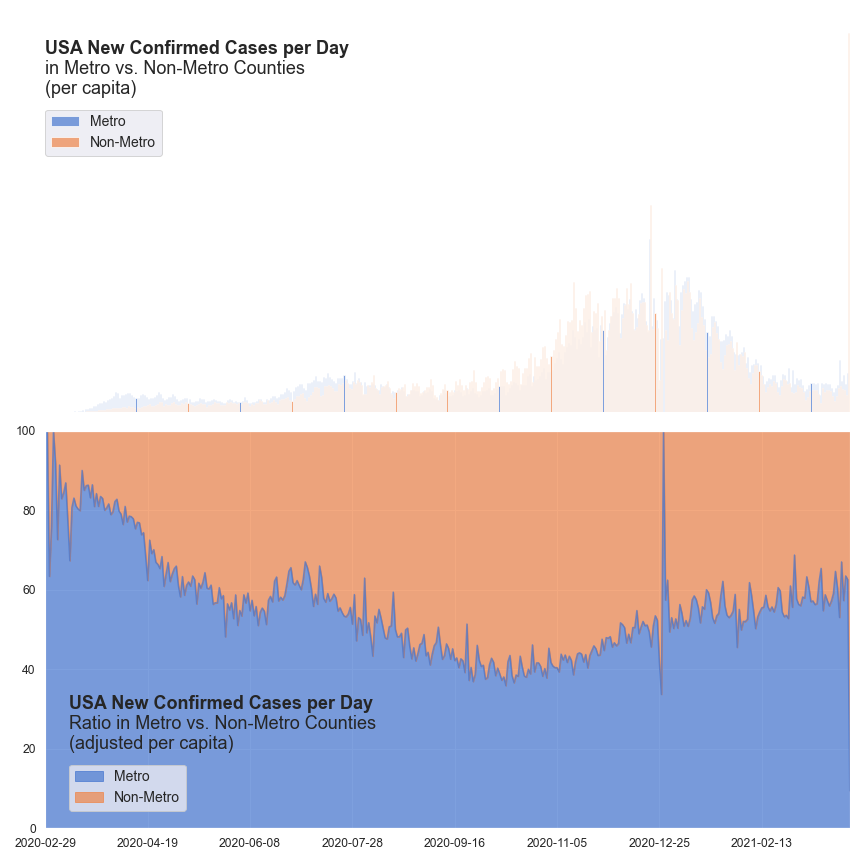 USA New Confirmed Cases per Day
in Metro vs. Non-Metro Counties
(per capita)
Metro
Non-Metro
100
80
60
40
20
0
USA New Confirmed Cases per Day
Ratio in Metro vs. Non-Metro Counties
(adjusted per capita)
Metro
Non-Metro
2020-02-29 2020-04-19 2020-06-08 2020-07-28 2020-09-16 2020-11-05 2020-12-25 2021-02-13